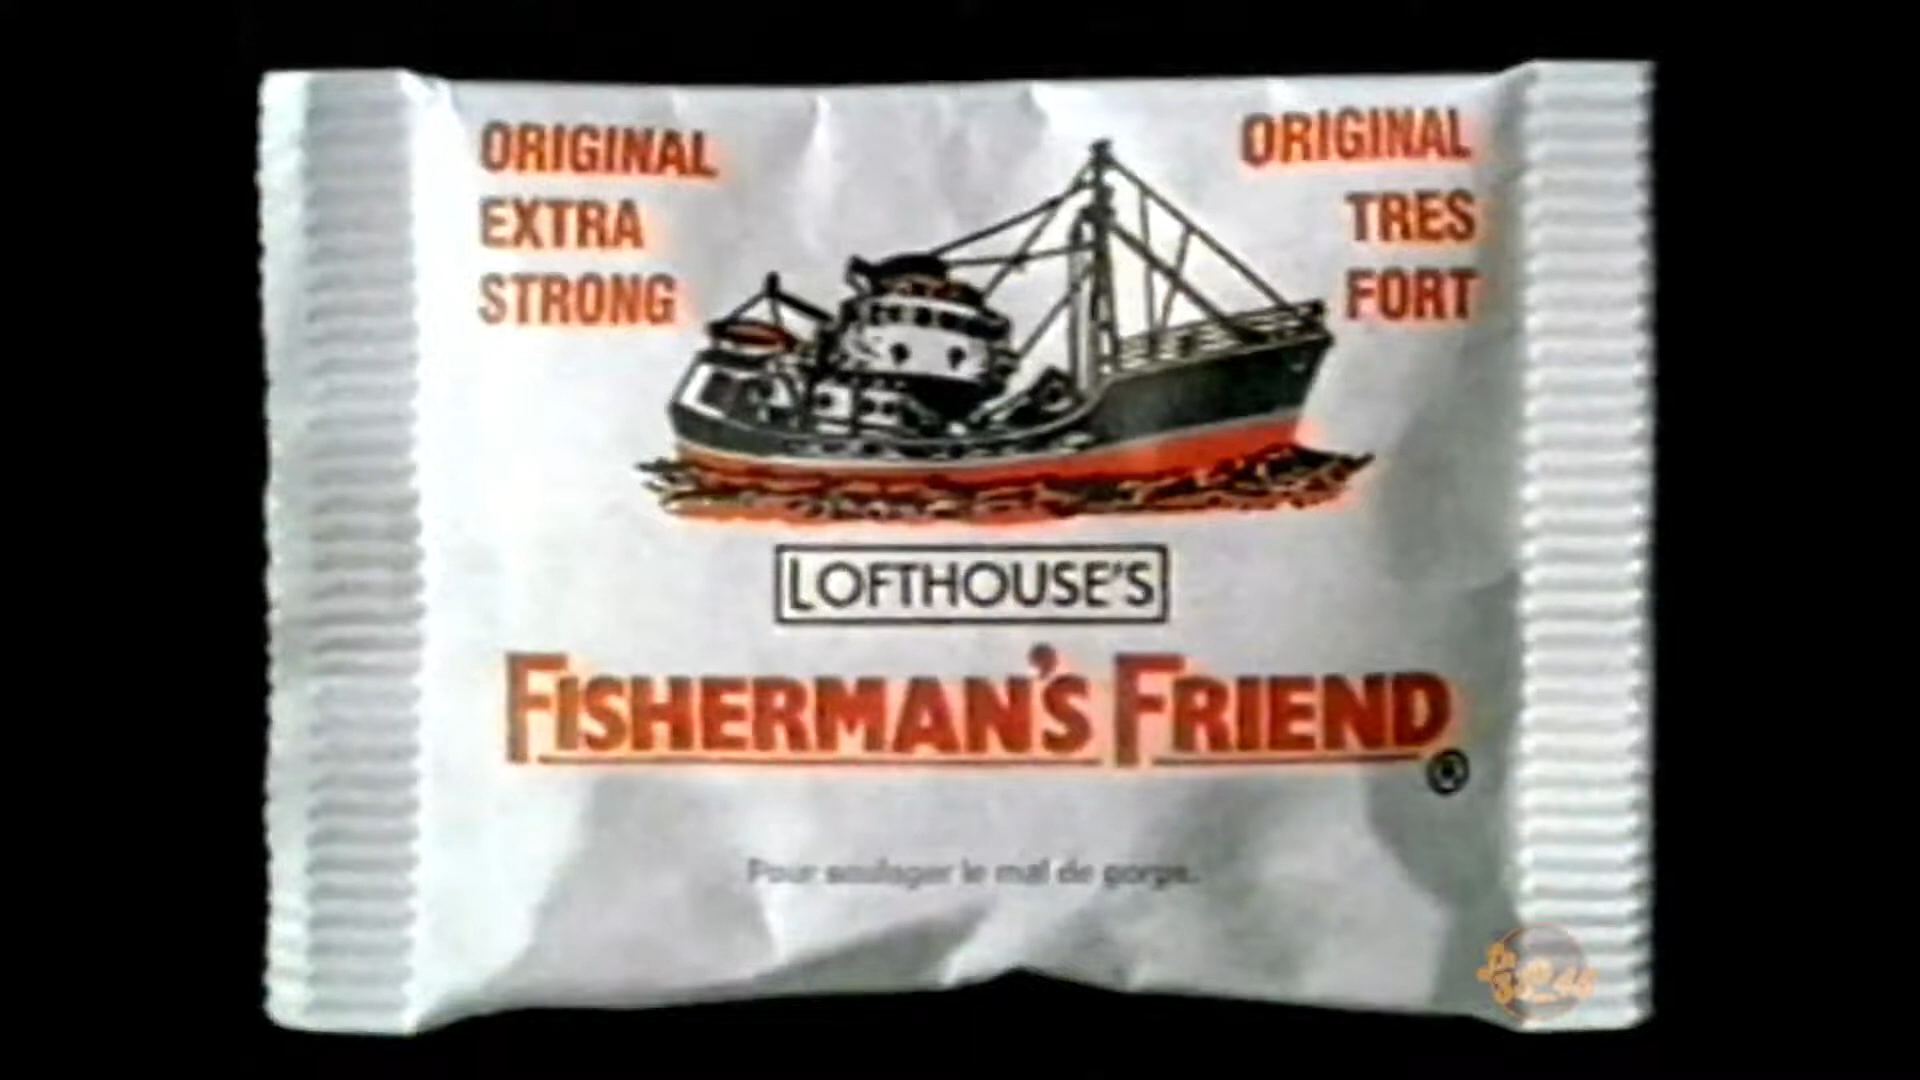 ORIGINAL
EXTRA
STRONG
ORIGINAL
TRES
FORT
LOFTHOUSE'S
FISHERMAN'S FRIEND
®
Pour soulager le mal de gorge.